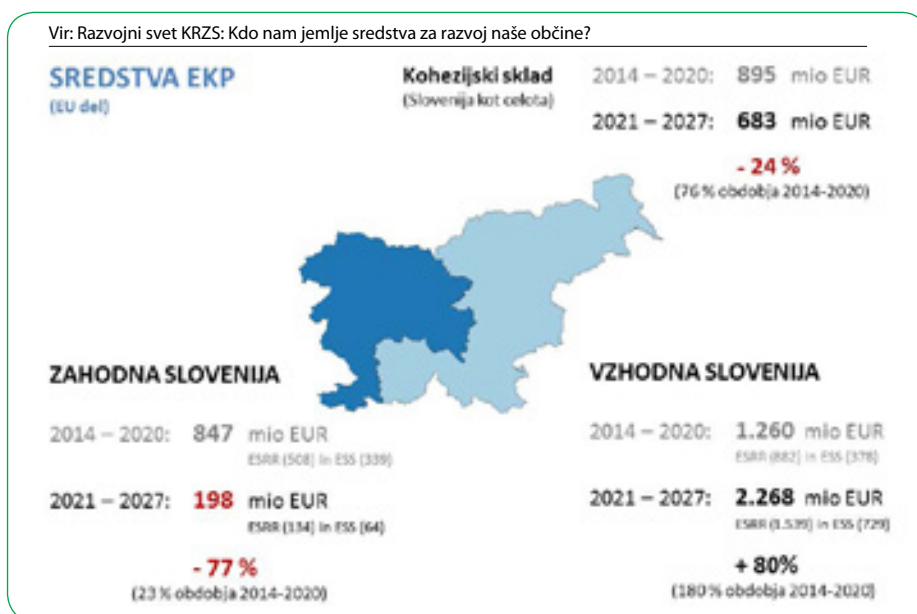 Vir: Razvojni svet KRZS: Kdo nam jemlje sredstva za razvoj naše občine?
SREDSTVA EKP
(EU del)
Kohezijski sklad
(Slovenija kot celota)
2014 – 2020: 895 mio EUR
2021 – 2027: 683 mio EUR
- 24 %
(76 % obdobja 2014-2020)
ZAHODNA SLOVENIJA
2014 – 2020: 847 mio EUR
ESRR (508) in ESS (339)
2021 – 2027: 198 mio EUR
ESRR (134) in ESS (64)
- 77 %
(23 % obdobja 2014-2020)
VZHODNA SLOVENIJA
2014 – 2020: 1.260 mio EUR
ESRR (882) in ESS (378)
2021 – 2027: 2.268 mio EUR
ESRR (1.539) in ESS (729)
+ 80%
(180 % obdobja 2014-2020)